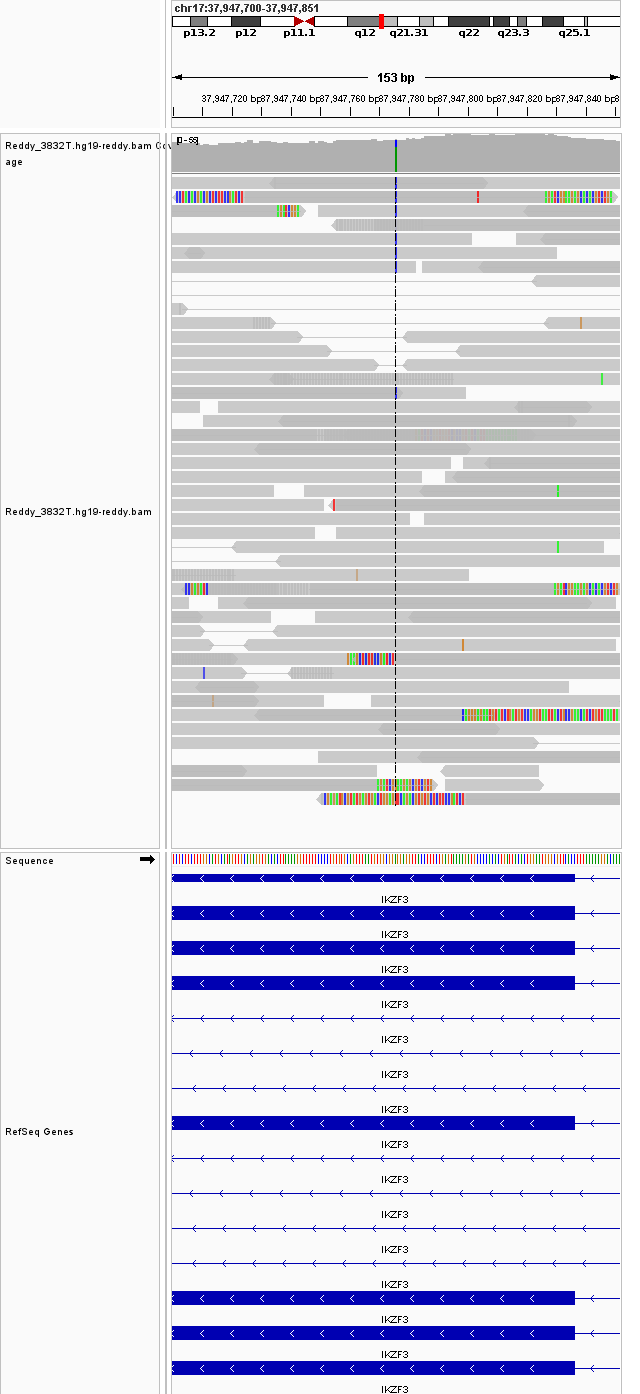 chr17:37,947,700-37,947,851
p13.2 p12 p11.1 q12 q21.31 q22 q23.3 q25.1
153 bp
37,947,720 bp 37,947,740 bp 37,947,760 bp 37,947,780 bp 37,947,800 bp 37,947,820 bp 37,947,840 bp
Reddy_3832T.hg19-reddy.bam Cov
age
Reddy_3832T.hg19-reddy.bam
Sequence
IKZF3
IKZF3
IKZF3
IKZF3
IKZF3
IKZF3
IKZF3
RefSeq Genes
IKZF3
IKZF3
IKZF3
IKZF3
IKZF3
IKZF3
IKZF3
IKZF3